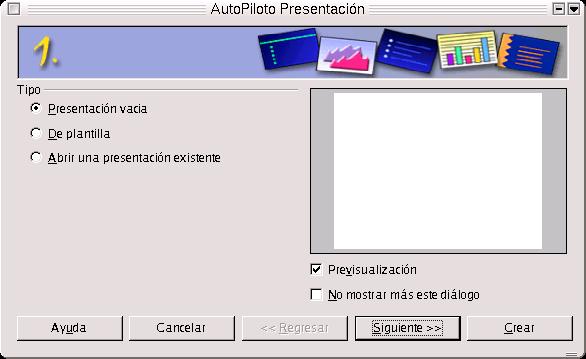 AutoPiloto Presentación
1.
Tipo
Presentación vacia
De plantilla
Abrir una presentación existente
Previsualización
No mostrar más este diálogo
Ayuda
Cancelar
<< Regresar
Siguiente >>
Crear